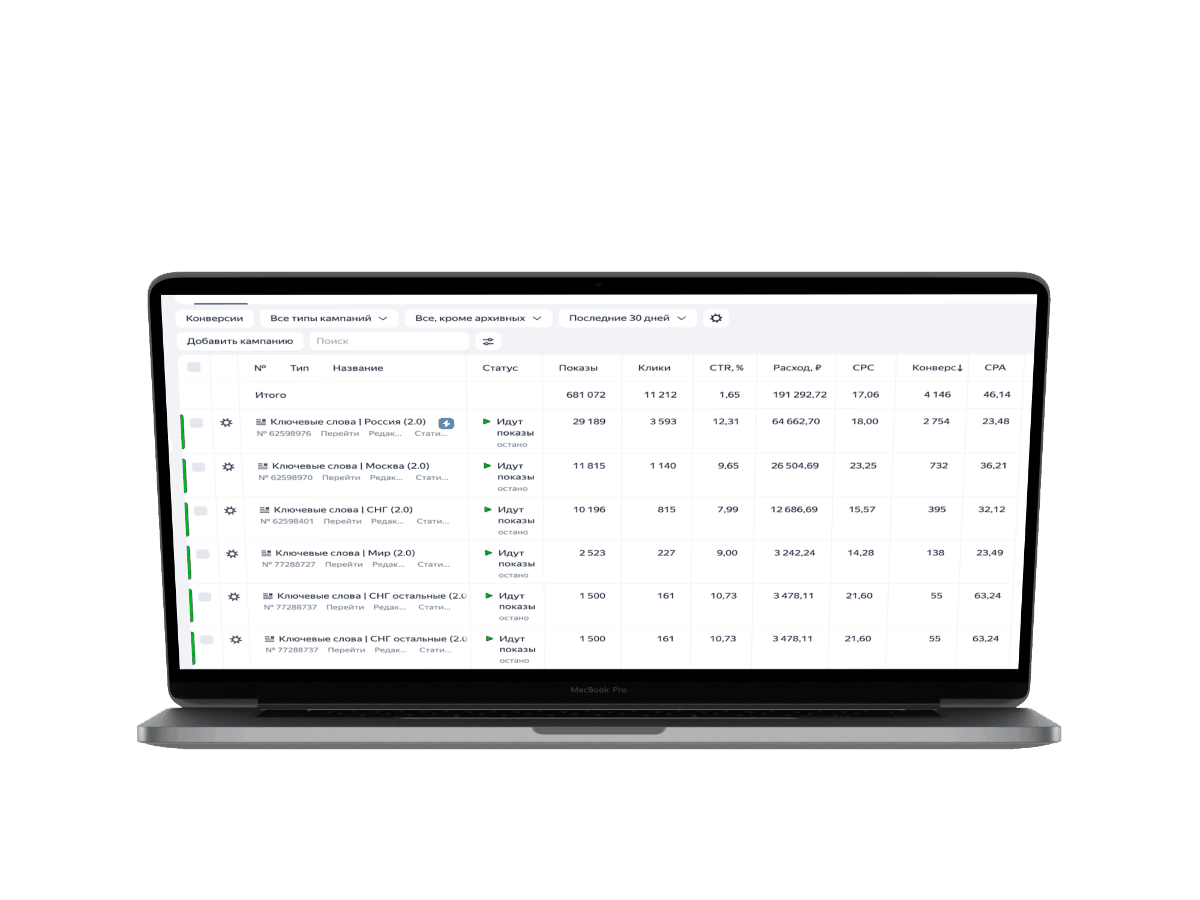 Конверсии Все типы кампаний Все, кроме архивных Последние 30 дней
Добавить кампанию Поиск
№ Тип Название Статус Показы Клики CTR, % Расход, ₽ CPC Конверс↓ CPA
Итого 681 072 11 212 1,65 191 292,72 17,06 4 146 46,14
Ключевые слова | Россия (2.0) Идут 29 189 3 593 12,31 64 662,70 18,00 2 754 23,48
№ 62598976 Перейти Редак... Стати... показы
остано
Ключевые слова | Москва (2.0) Идут 11 815 1 140 9,65 26 504,69 23,25 732 36,21
№ 62598970 Перейти Редак... Стати... показы
остано
Ключевые слова | СНГ (2.0) Идут 10 196 815 7,99 12 686,69 15,57 395 32,12
№ 62598401 Перейти Редак... Стати... показы
остано
Ключевые слова | Мир (2.0) Идут 2 523 227 9,00 3 242,24 14,28 138 23,49
№ 77288727 Перейти Редак... Стати... показы
остано
Ключевые слова | СНГ остальные (2.0 Идут 1 500 161 10,73 3 478,11 21,60 55 63,24
№ 77288737 Перейти Редак... Стати... показы
остано
Ключевые слова | СНГ остальные (2.0 Идут 1 500 161 10,73 3 478,11 21,60 55 63,24
№ 77288737 Перейти Редак... Стати... показы
остано
MacBook Pro